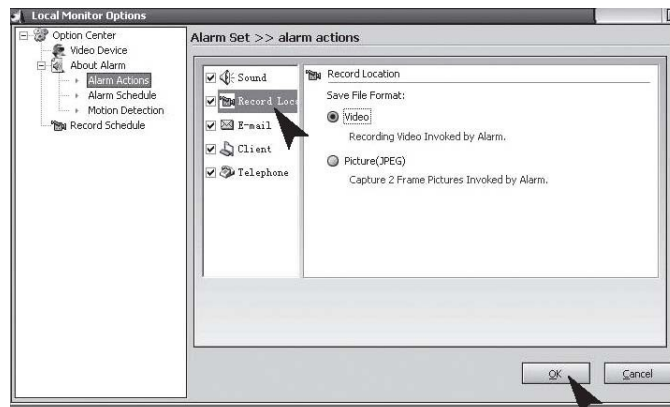 Local Monitor Options
Option Center
Video Device
About Alarm
Alarm Actions
Alarm Schedule
Motion Detection
Record Schedule
Alarm Set >> alarm actions
Sound
Record Loc
E-mail
Client
Telephone
Record Location
Save File Format:
Video
Recording Video Invoked by Alarm.
Picture(JPEG)
Capture 2 Frame Pictures Invoked by Alarm.
OK
Cancel